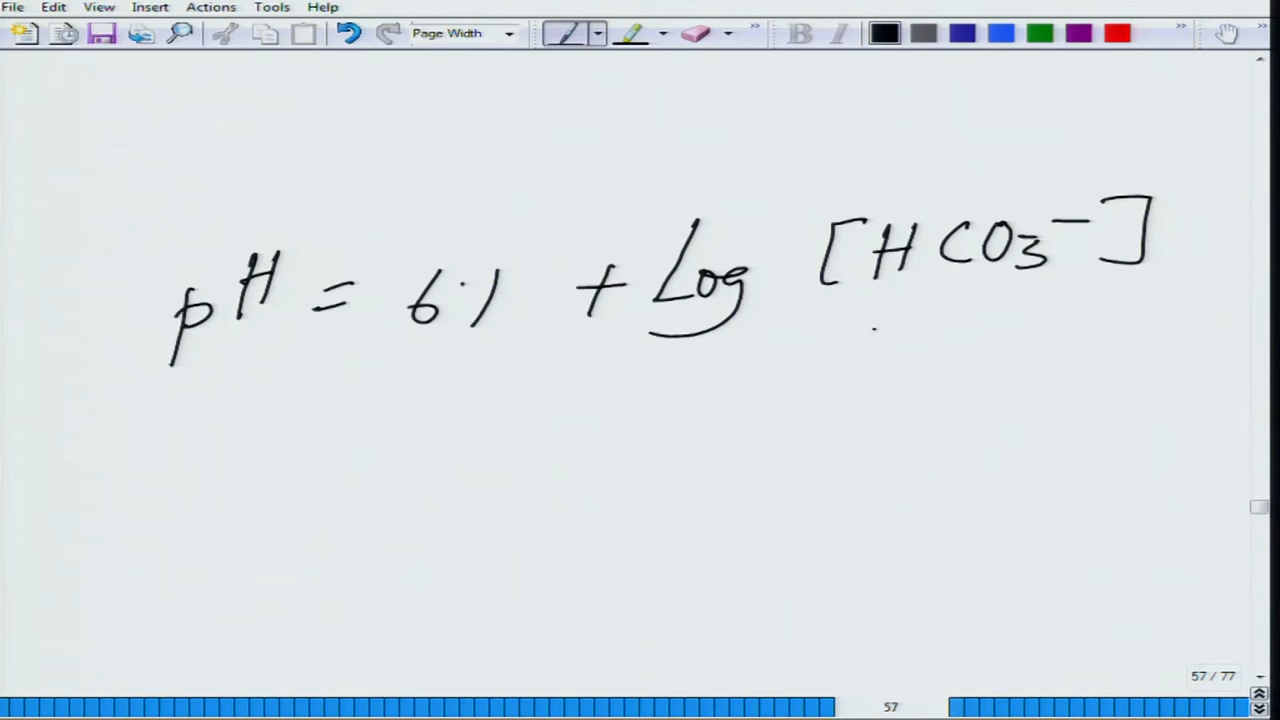 File Edit View Insert Actions Tools Help
Page Width B I
pH = 6.1 + Log [HCO3-]
57 / 77
57